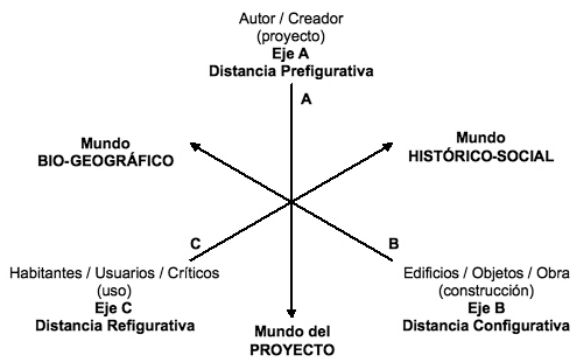 Autor / Creador
(proyecto)
Eje A
Distancia Prefigurativa
A
Mundo
BIO-GEOGRÁFICO
Mundo
HISTÓRICO-SOCIAL
C
B
Habitantes / Usuarios / Críticos
(uso)
Eje C
Distancia Refigurativa
Mundo del
PROYECTO
Edificios / Objetos / Obra
(construcción)
Eje B
Distancia Configurativa